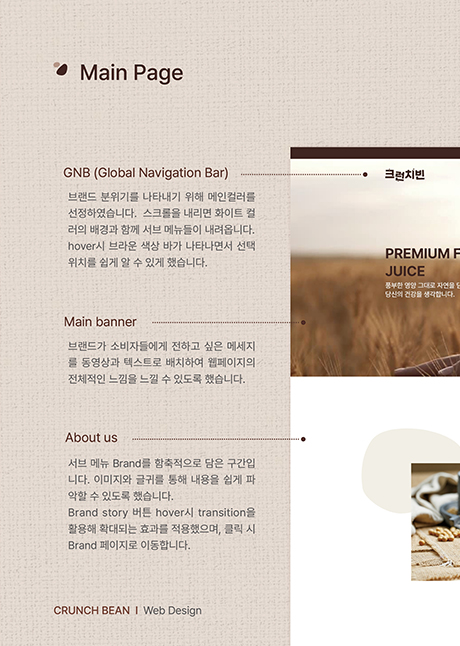 Main Page
GNB (Global Navigation Bar)
브랜드 분위기를 나타내기 위해 메인컬러를
선정하였습니다. 스크롤을 내리면 화이트 컬
러의 배경과 함께 서브 메뉴들이 내려옵니다.
hover시 브라운 색상 바가 나타나면서 선택
위치를 쉽게 알 수 있게 했습니다.
크런치빈
PREMIUM F
JUICE
풍부한 영양 그대로 자연을 담
당신의 건강을 생각합니다.
Main banner
브랜드가 소비자들에게 전하고 싶은 메세지
를 동영상과 텍스트로 배치하여 웹페이지의
전체적인 느낌을 느낄 수 있도록 했습니다.
About us
서브 메뉴 Brand를 함축적으로 담은 구간입
니다. 이미지와 글귀를 통해 내용을 쉽게 파
악할 수 있도록 했습니다.
Brand story 버튼 hover시 transition을
활용해 확대되는 효과를 적용했으며, 클릭 시
Brand 페이지로 이동합니다.
CRUNCH BEAN I Web Design